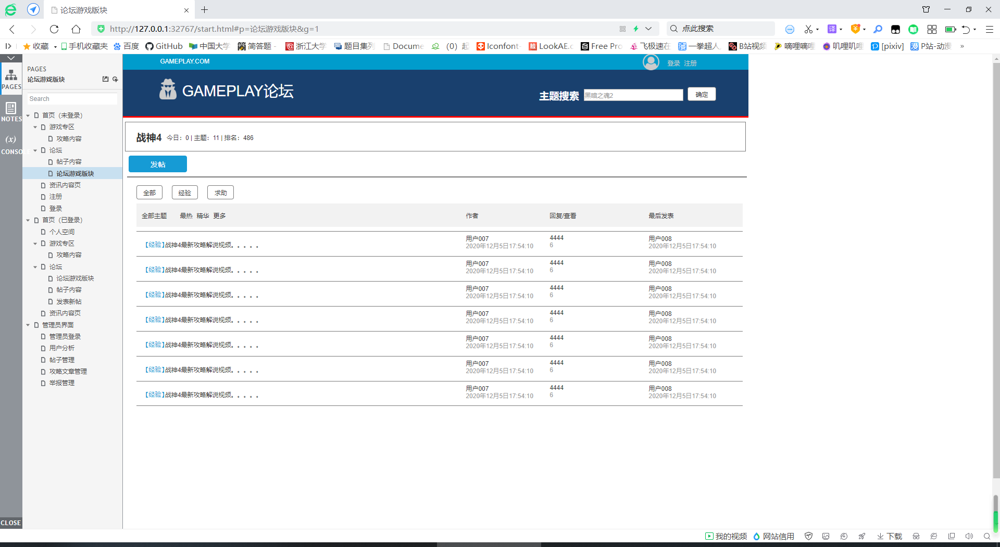 论坛游戏版块
http://127.0.0.1:32767/start.html#p=论坛游戏版块&g=1
点此搜索
收藏 手机收藏夹 百度 GitHub 中国大学 简答题 - 浙江大学 题目集列 Docume (0) 起 Iconfont- LookAE.c Free Pro 飞极速在 一拳超人 B站视频 嘀哩嘀哩 叽哩叽哩 [pixiv] P站-动漫 »
PAGES
NOTES
(x)
CONSOLE
CLOSE
PAGES
论坛游戏版块
Search
首页（未登录）
游戏专区
攻略内容
论坛
帖子内容
论坛游戏版块
资讯内容页
注册
登录
首页（已登录）
个人空间
游戏专区
攻略内容
论坛
论坛游戏版块
帖子内容
发表新帖
资讯内容页
管理员界面
管理员登录
用户分析
帖子管理
攻略文章管理
举报管理
GAMEPLAY.COM
登录 注册
GAMEPLAY论坛
主题搜索 黑暗之魂2 确定
战神4 今日：0 | 主题：11 | 排名：486
发帖
全部 经验 求助
全部主题 最热 精华 更多 作者 回复/查看 最后发表
【经验】战神4最新攻略解说视频。。。。。 用户007 4444 用户008
2020年12月5日17:54:10 6 2020年12月5日17:54:10
【经验】战神4最新攻略解说视频。。。。。 用户007 4444 用户008
2020年12月5日17:54:10 6 2020年12月5日17:54:10
【经验】战神4最新攻略解说视频。。。。。 用户007 4444 用户008
2020年12月5日17:54:10 6 2020年12月5日17:54:10
【经验】战神4最新攻略解说视频。。。。。 用户007 4444 用户008
2020年12月5日17:54:10 6 2020年12月5日17:54:10
【经验】战神4最新攻略解说视频。。。。。 用户007 4444 用户008
2020年12月5日17:54:10 6 2020年12月5日17:54:10
【经验】战神4最新攻略解说视频。。。。。 用户007 4444 用户008
2020年12月5日17:54:10 6 2020年12月5日17:54:10
【经验】战神4最新攻略解说视频。。。。。 用户007 4444 用户008
2020年12月5日17:54:10 6 2020年12月5日17:54:10
我的视频 网站信用 下载